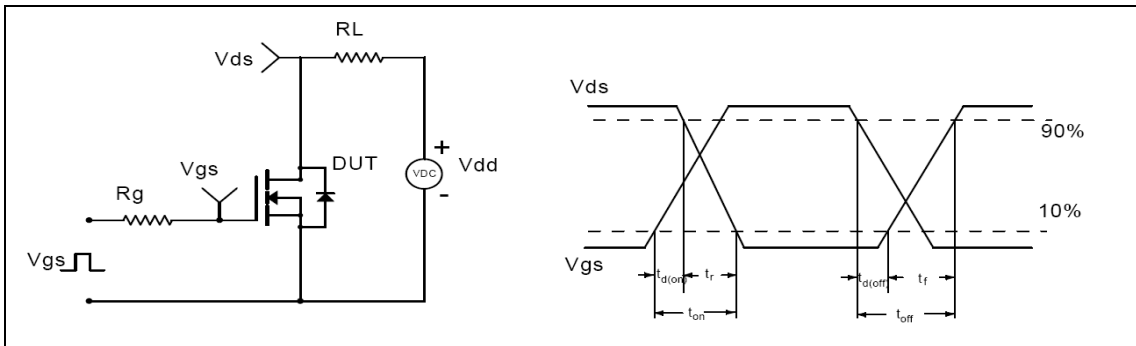 RL
Vds
Vgs
DUT
Rg
VDC
+
Vdd
-
Vgs
Vds
90%
10%
Vgs
td(on)
tr
ton
td(off)
tf
toff